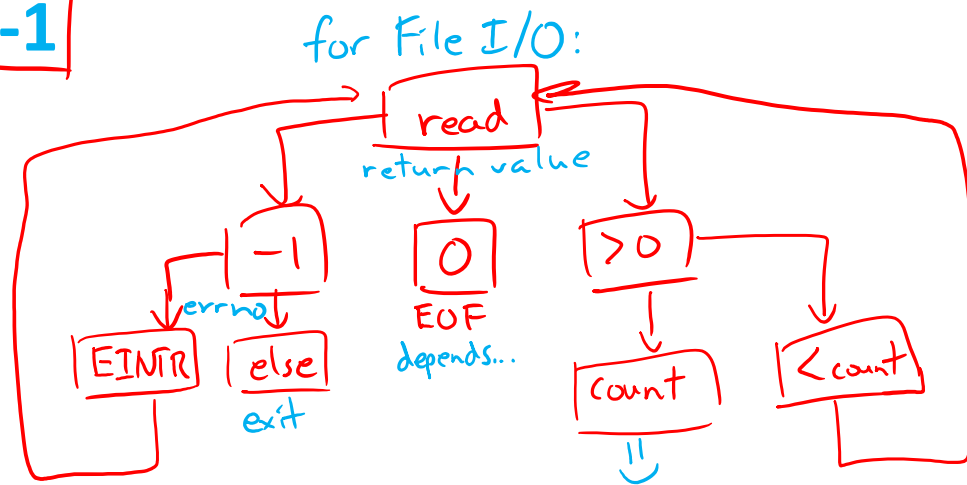 -1
for File I/O:
read
return value
-1
0
>0
errno
EOF
EINTR
else
depends...
count
<count
exit